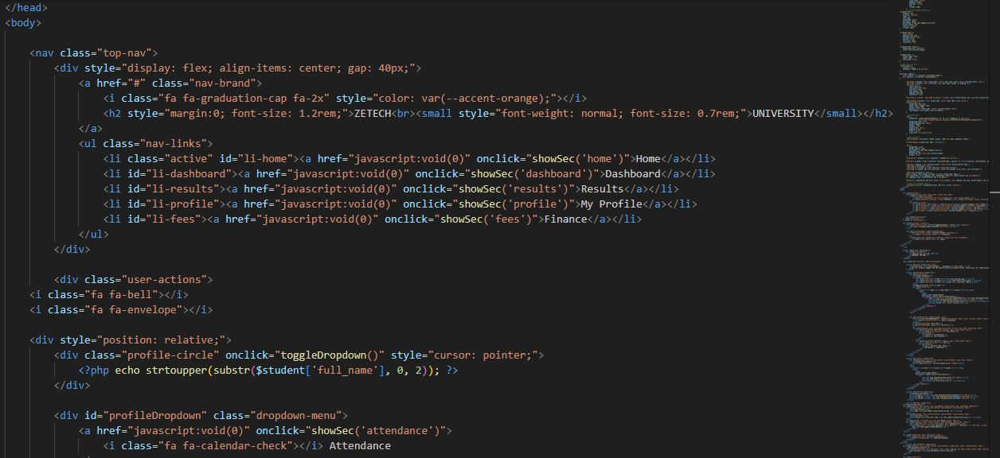 </head>
<body>
<nav class="top-nav">
<div style="display: flex; align-items: center; gap: 40px;">
<a href="#" class="nav-brand">
<i class="fa fa-graduation-cap fa-2x" style="color: var(--accent-orange);"></i>
<h2 style="margin:0; font-size: 1.2rem;">ZETECH<br><small style="font-weight: normal; font-size: 0.7rem;">UNIVERSITY</small></h2>
</a>
<ul class="nav-links">
<li class="active" id="li-home"><a href="javascript:void(0)" onclick="showSec('home')">Home</a></li>
<li id="li-dashboard"><a href="javascript:void(0)" onclick="showSec('dashboard')">Dashboard</a></li>
<li id="li-results"><a href="javascript:void(0)" onclick="showSec('results')">Results</a></li>
<li id="li-profile"><a href="javascript:void(0)" onclick="showSec('profile')">My Profile</a></li>
<li id="li-fees"><a href="javascript:void(0)" onclick="showSec('fees')">Finance</a></li>
</ul>
</div>
<div class="user-actions">
<i class="fa fa-bell"></i>
<i class="fa fa-envelope"></i>
<div style="position: relative;">
<div class="profile-circle" onclick="toggleDropdown()" style="cursor: pointer;">
<?php echo strtoupper(substr($student['full_name'], 0, 2)); ?>
</div>
<div id="profileDropdown" class="dropdown-menu">
<a href="javascript:void(0)" onclick="showSec('attendance')">
<i class="fa fa-calendar-check"></i> Attendance